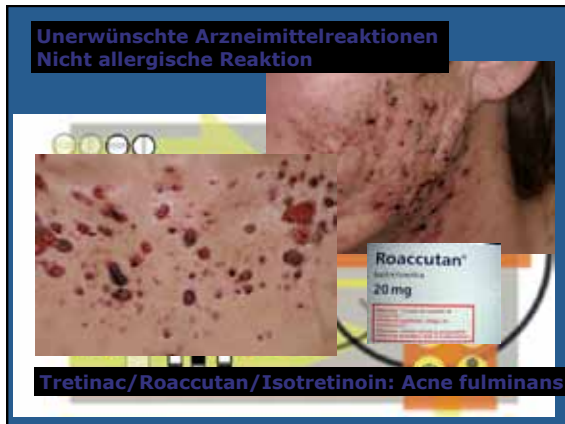 Unerwünschte Arzneimittelreaktionen
Nicht allergische Reaktion
Roaccutan®
20 mg
Tretinac/Roaccutan/Isotretinoin: Acne fulminans